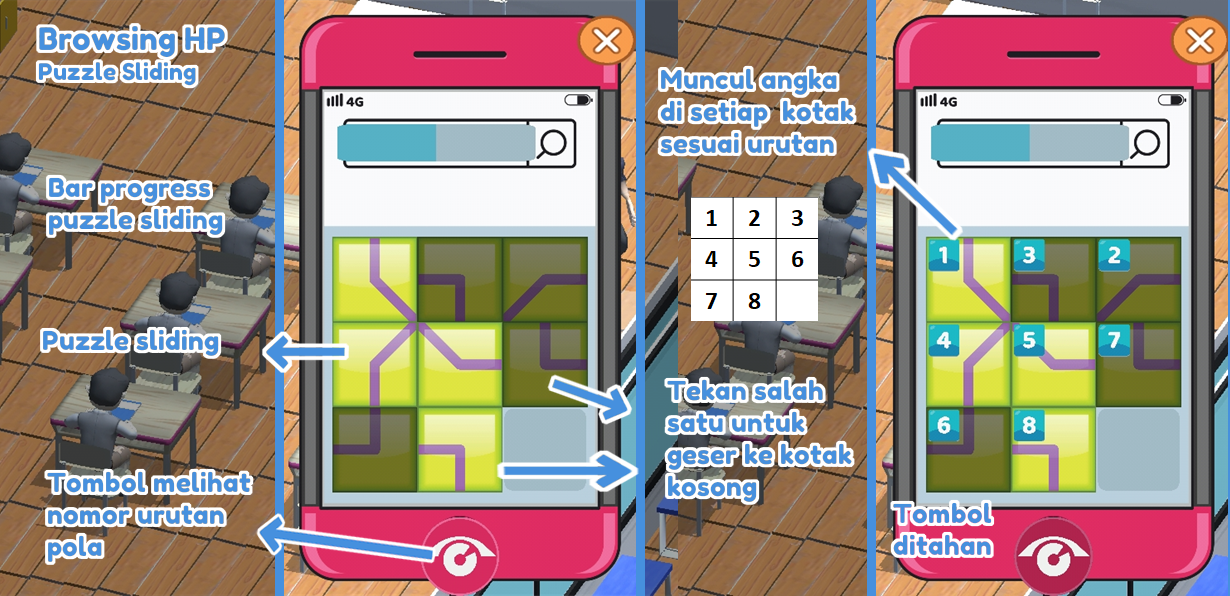 Browsing HP
Puzzle Sliding
Bar progress
puzzle sliding
Puzzle sliding
Tombol melihat
nomor urutan
pola
4G
Muncul angka
di setiap kotak
sesuai urutan
1 2 3
4 5 6
7 8
Tekan salah
satu untuk
geser ke kotak
kosong
4G
1 3 2
4 5 7
6 8
Tombol
ditahan